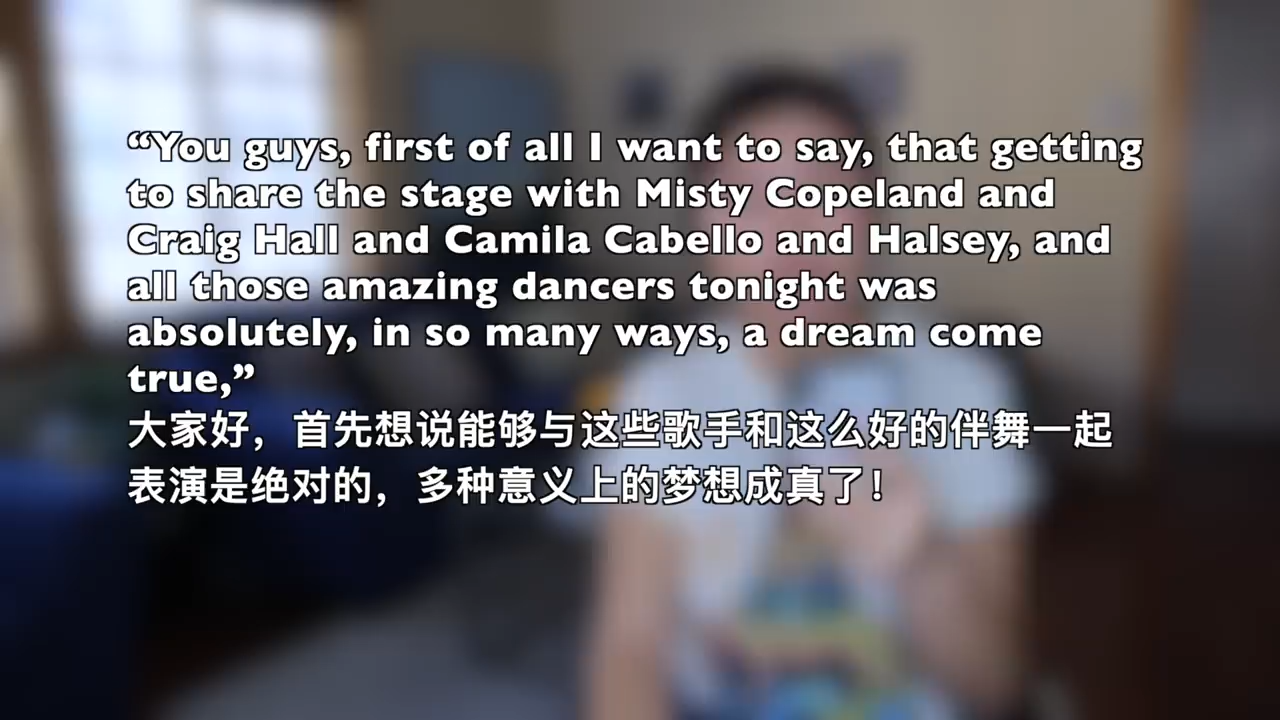 “You guys, first of all I want to say, that getting
to share the stage with Misty Copeland and
Craig Hall and Camila Cabello and Halsey, and
all those amazing dancers tonight was
absolutely, in so many ways, a dream come
true,”
大家好，首先想说能够与这些歌手和这么好的伴舞一起
表演是绝对的，多种意义上的梦想成真了！